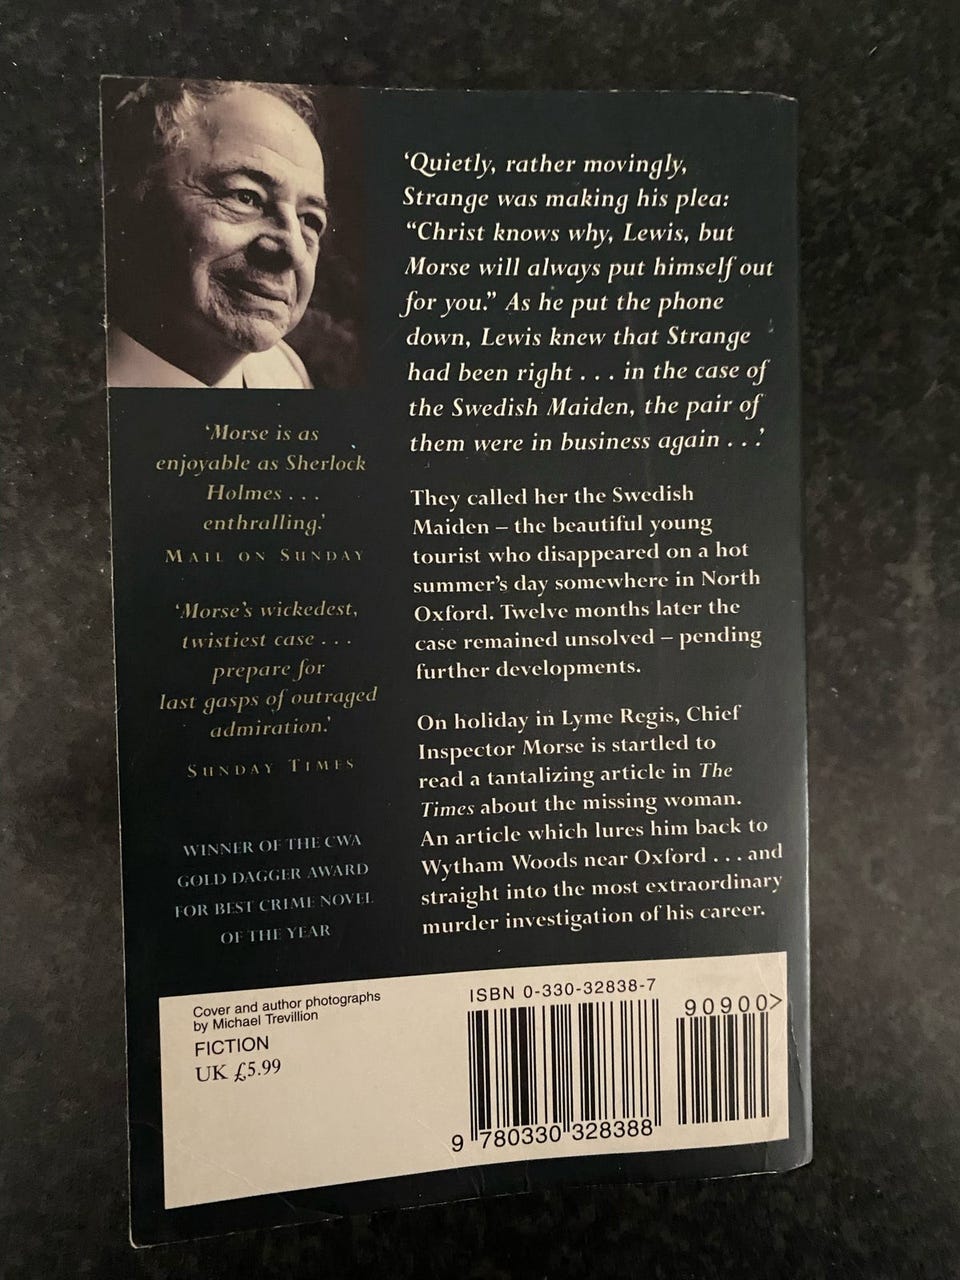 ‘Quietly, rather movingly,
Strange was making his plea:
“Christ knows why, Lewis, but
Morse will always put himself out
for you.” As he put the phone
down, Lewis knew that Strange
had been right . . . in the case of
the Swedish Maiden, the pair of
them were in business again . . .’
They called her the Swedish
Maiden – the beautiful young
tourist who disappeared on a hot
summer’s day somewhere in North
Oxford. Twelve months later the
case remained unsolved – pending
further developments.
On holiday in Lyme Regis, Chief
Inspector Morse is startled to
read a tantalizing article in The
Times about the missing woman.
An article which lures him back to
Wytham Woods near Oxford . . . and
straight into the most extraordinary
murder investigation of his career.
‘Morse is as
enjoyable as Sherlock
Holmes . . .
enthralling.’
MAIL ON SUNDAY
‘Morse’s wickedest,
twistiest case . . .
prepare for
last gasps of outraged
admiration.’
SUNDAY TIMES
WINNER OF THE CWA
GOLD DAGGER AWARD
FOR BEST CRIME NOVEL
OF THE YEAR
Cover and author photographs
by Michael Trevillion
FICTION
UK £5.99
ISBN 0-330-32838-7
90900>
9 780330 328388